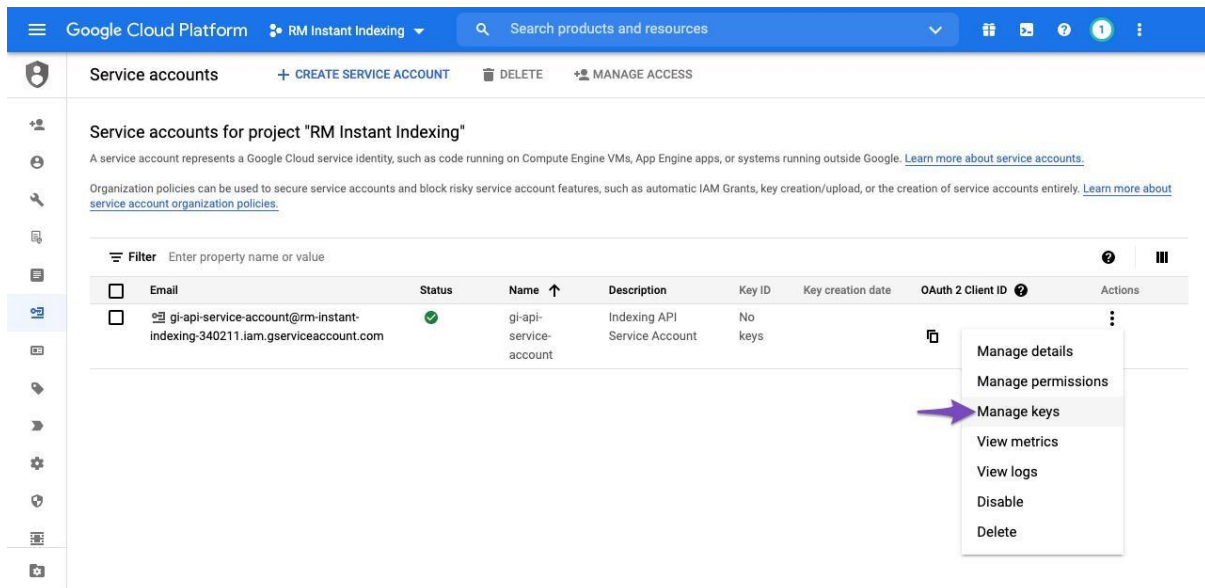 Google Cloud Platform RM Instant Indexing Search products and resources 1
Service accounts + CREATE SERVICE ACCOUNT DELETE MANAGE ACCESS
Service accounts for project "RM Instant Indexing"
A service account represents a Google Cloud service identity, such as code running on Compute Engine VMs, App Engine apps, or systems running outside Google. Learn more about service accounts.
Organization policies can be used to secure service accounts and block risky service account features, such as automatic IAM Grants, key creation/upload, or the creation of service accounts entirely. Learn more about
service account organization policies.
Filter Enter property name or value
Email Status Name Description Key ID Key creation date OAuth 2 Client ID Actions
gi-api-service-account@rm-instant- gi-api- Indexing API No
indexing-340211.iam.gserviceaccount.com service- Service Account keys
account
Manage details
Manage permissions
Manage keys
View metrics
View logs
Disable
Delete